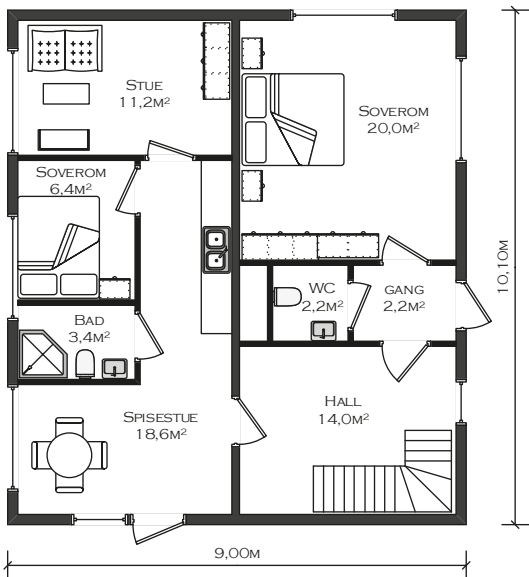 STUE
11,2M²
SOVEROM
20,0M²
SOVEROM
6,4M²
WC
2,2M²
GANG
2,2M²
BAD
3,4M²
SPISESTUE
18,6M²
HALL
14,0M²
10,10M
9,00M